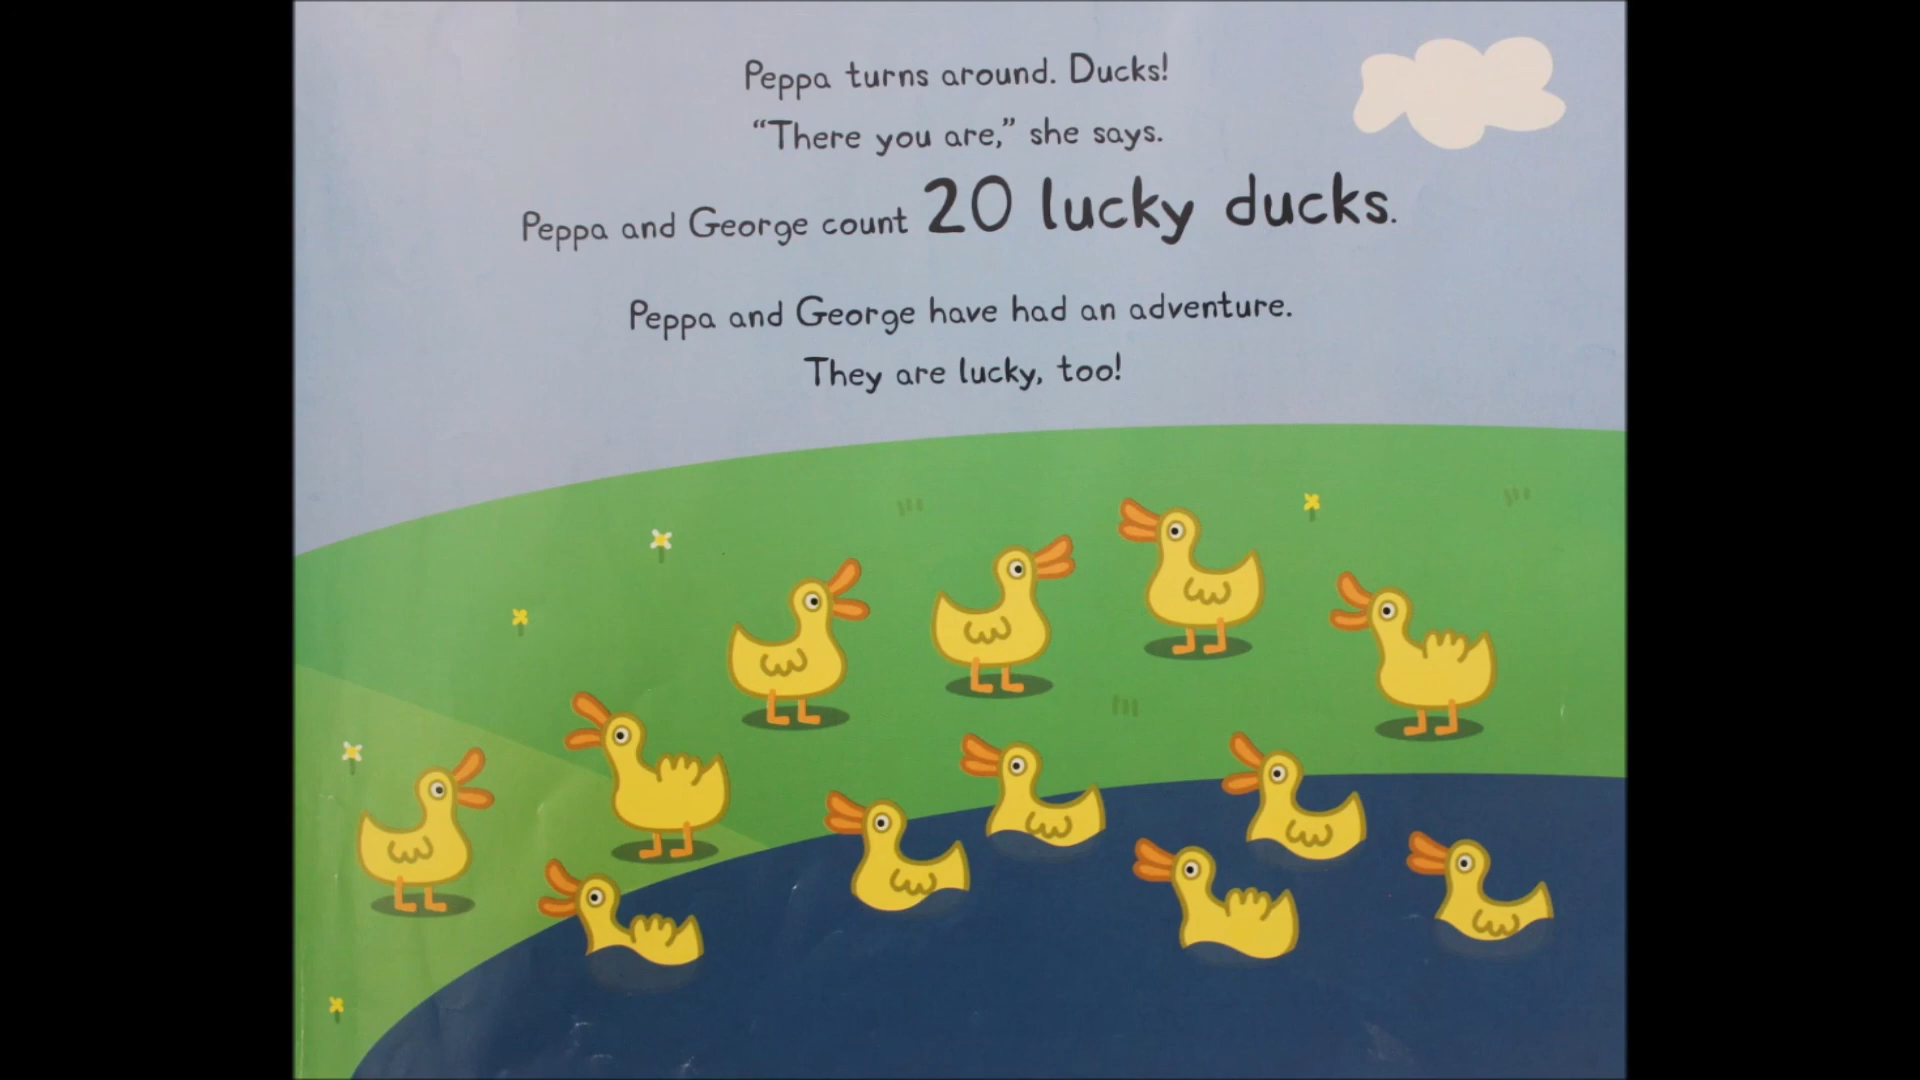 Peppa turns around. Ducks!
“There you are,” she says.
Peppa and George count 20 lucky ducks.
Peppa and George have had an adventure.
They are lucky, too!